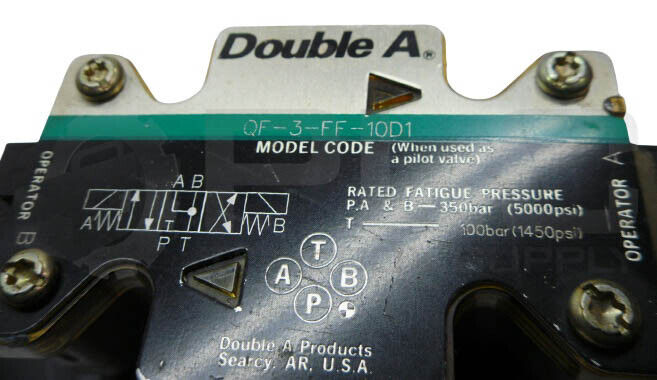 Double A®
QF-3-FF-10D1
MODEL CODE (When used as
a pilot valve)
OPERATOR B
OPERATOR A
A B
A T B
P T
RATED FATIGUE PRESSURE
P.A & B — 350bar (5000psi)
T — 100bar (1450psi)
T
A B
P
Double A Products
Searcy, AR, U.S.A.
SUPPLY